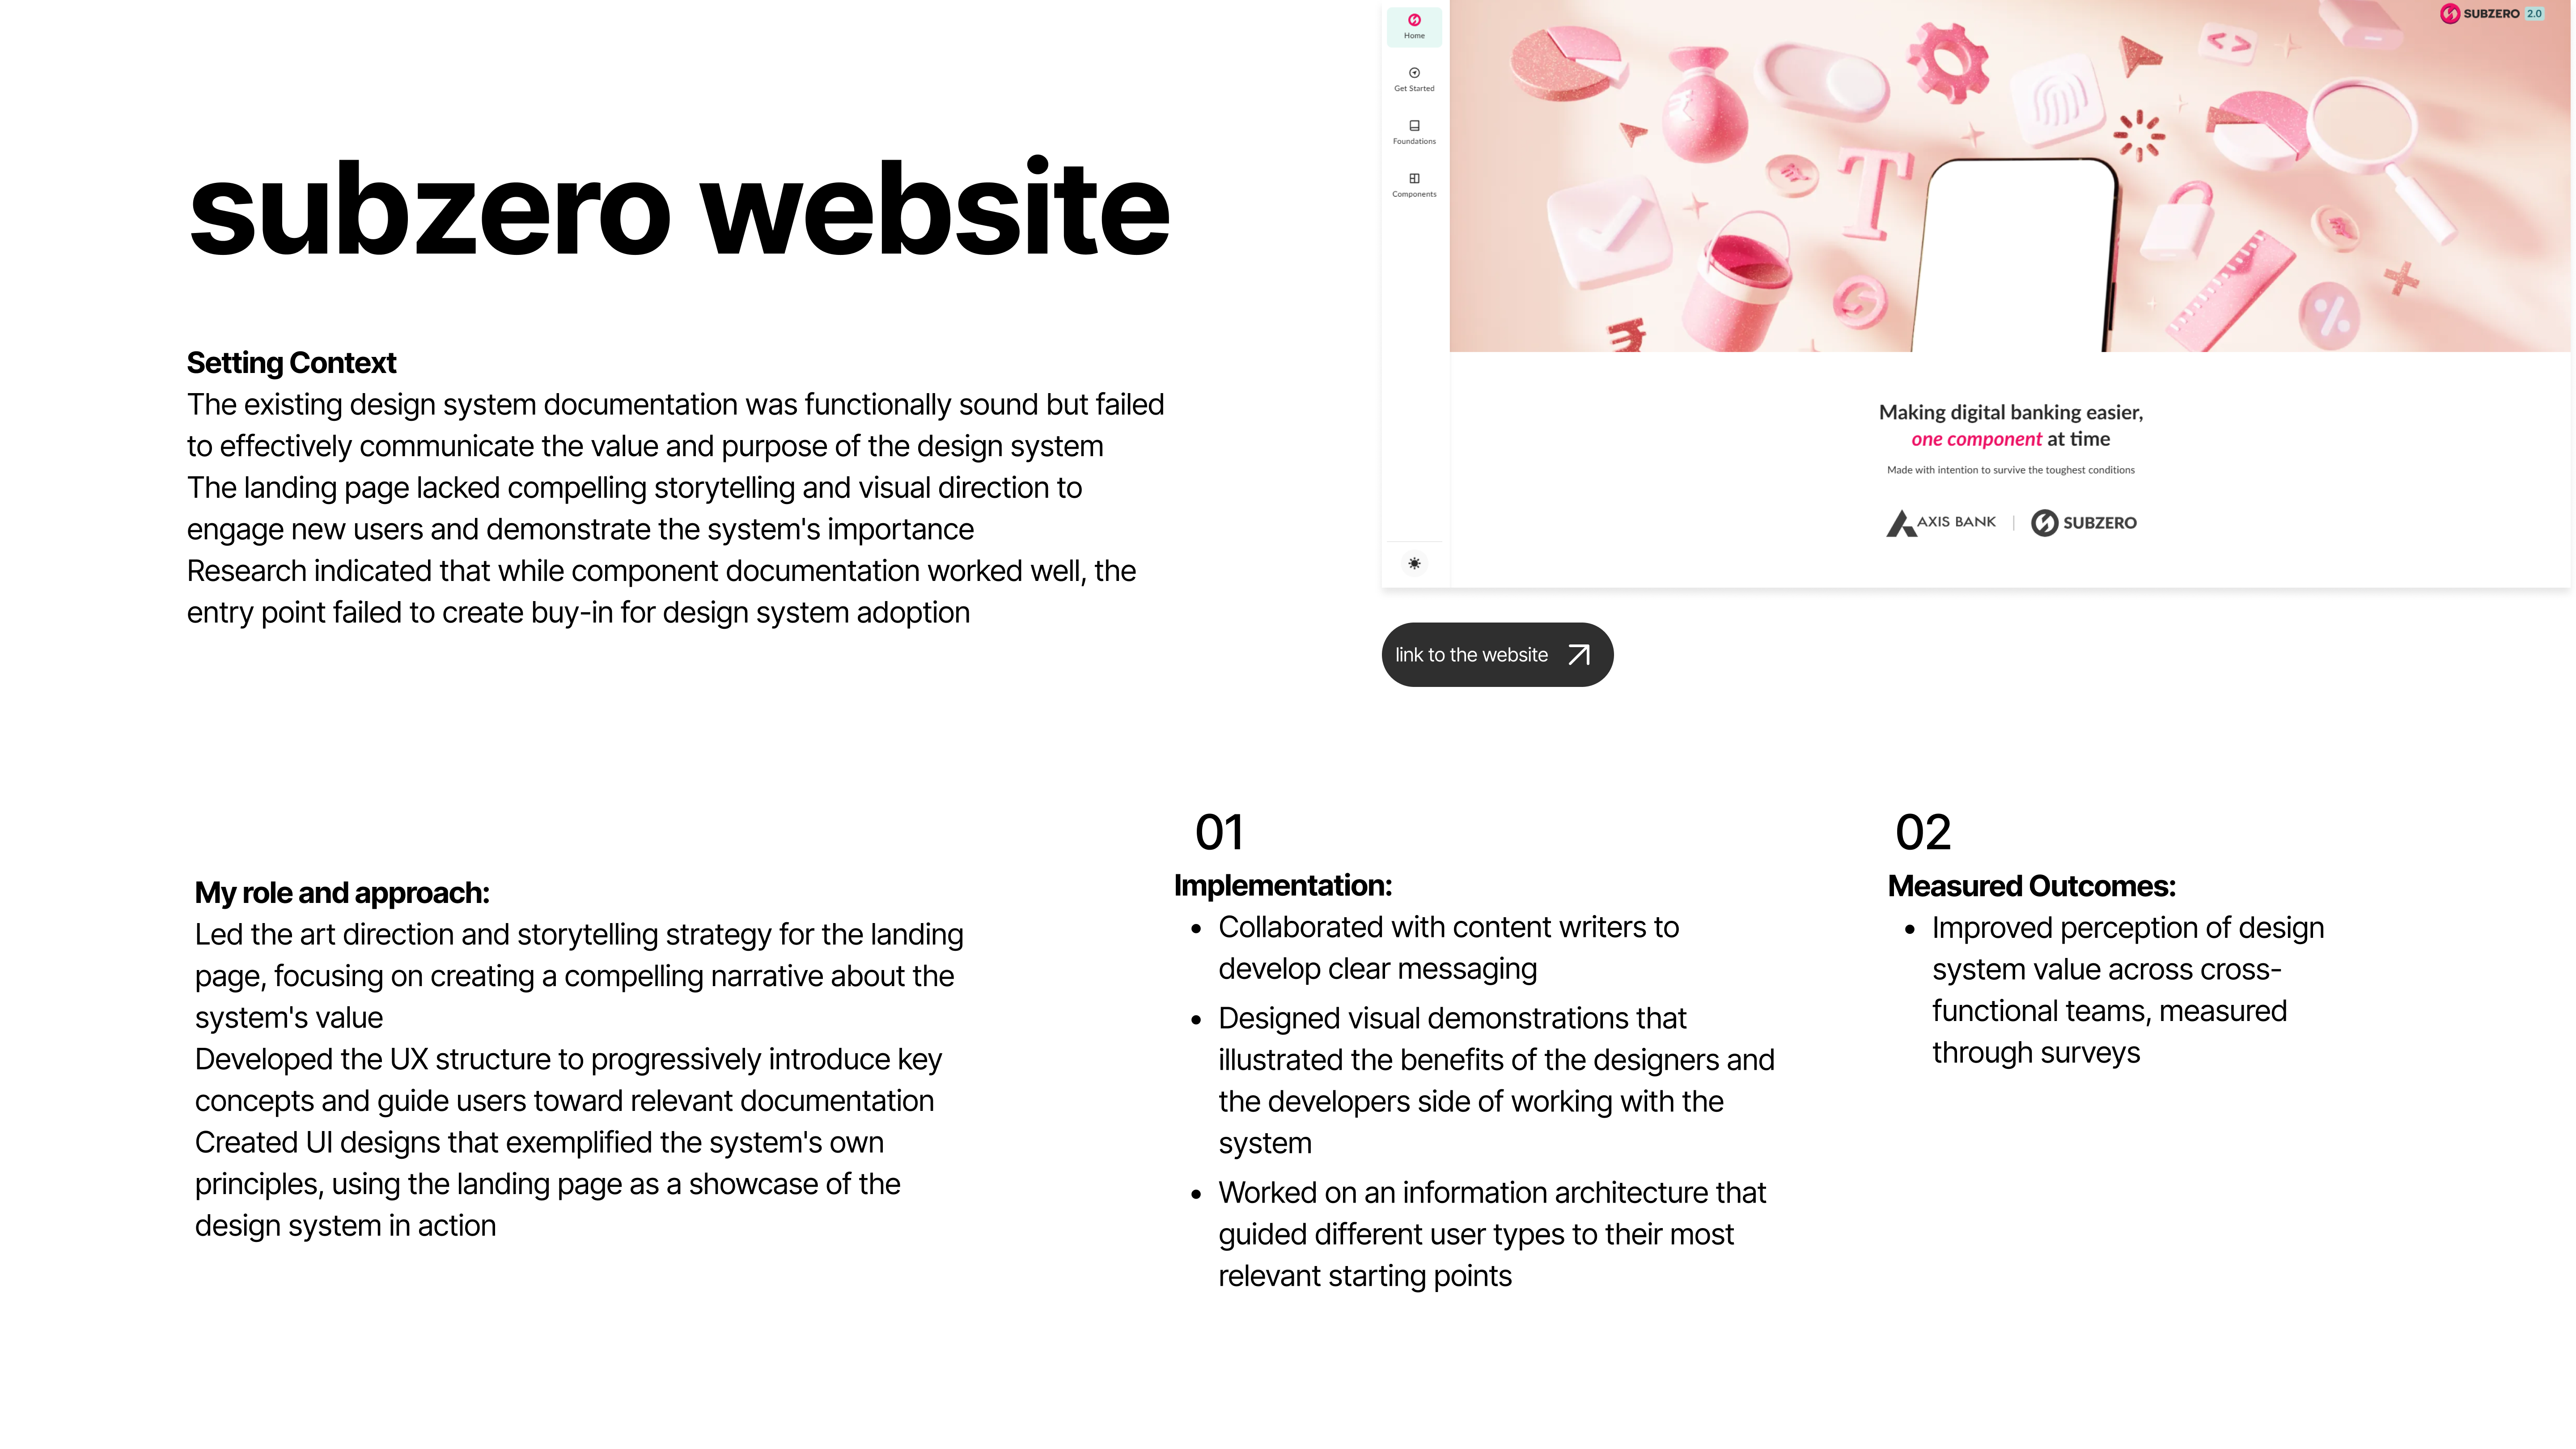 subzero website
Setting Context
The existing design system documentation was functionally sound but failed
to effectively communicate the value and purpose of the design system
The landing page lacked compelling storytelling and visual direction to
engage new users and demonstrate the system's importance
Research indicated that while component documentation worked well, the
entry point failed to create buy-in for design system adoption
Home
Get Started
Foundations
Components
SUBZERO 2.0
Making digital banking easier,
one component at time
Made with intention to survive the toughest conditions
AXIS BANK | SUBZERO
link to the website
My role and approach:
Led the art direction and storytelling strategy for the landing
page, focusing on creating a compelling narrative about the
system's value
Developed the UX structure to progressively introduce key
concepts and guide users toward relevant documentation
Created UI designs that exemplified the system's own
principles, using the landing page as a showcase of the
design system in action
01
Implementation:
• Collaborated with content writers to
develop clear messaging
• Designed visual demonstrations that
illustrated the benefits of the designers and
the developers side of working with the
system
• Worked on an information architecture that
guided different user types to their most
relevant starting points
02
Measured Outcomes:
• Improved perception of design
system value across cross-
functional teams, measured
through surveys